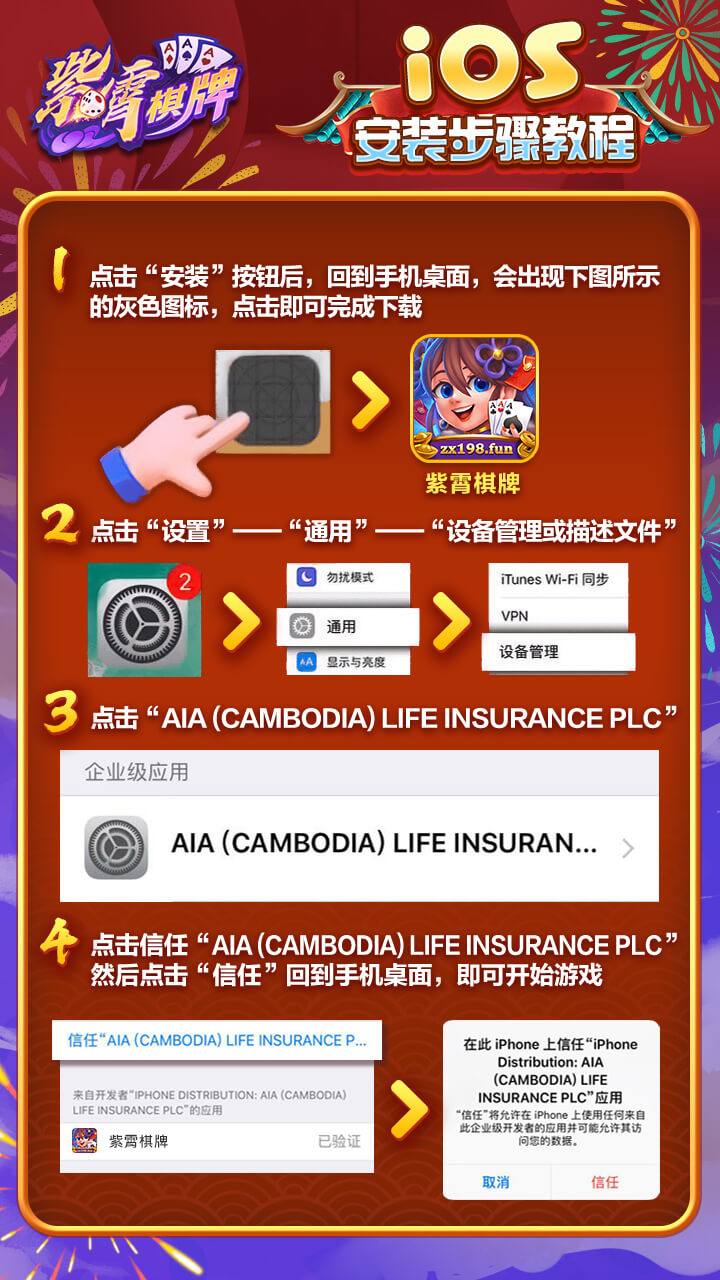 紫霄棋牌
iOS
安装步骤教程
1 点击“安装”按钮后，回到手机桌面，会出现下图所示
的灰色图标，点击即可完成下载
A A A
zx198.fun
紫霄棋牌
2 点击“设置”——“通用”——“设备管理或描述文件”
2
勿扰模式
通用
AA 显示与亮度
iTunes Wi-Fi 同步
VPN
设备管理
3 点击“AIA (CAMBODIA) LIFE INSURANCE PLC”
企业级应用
AIA (CAMBODIA) LIFE INSURAN...
4 点击信任“AIA (CAMBODIA) LIFE INSURANCE PLC”
然后点击“信任”回到手机桌面，即可开始游戏
信任“AIA (CAMBODIA) LIFE INSURANCE P...
来自开发者“IPHONE DISTRIBUTION: AIA (CAMBODIA)
LIFE INSURANCE PLC”的应用
紫霄棋牌 已验证
在此 iPhone 上信任“iPhone
Distribution: AIA
(CAMBODIA) LIFE
INSURANCE PLC”应用
“信任”将允许在 iPhone 上使用任何来自
此企业级开发者的应用并可能允许其访
问您的数据。
取消 信任